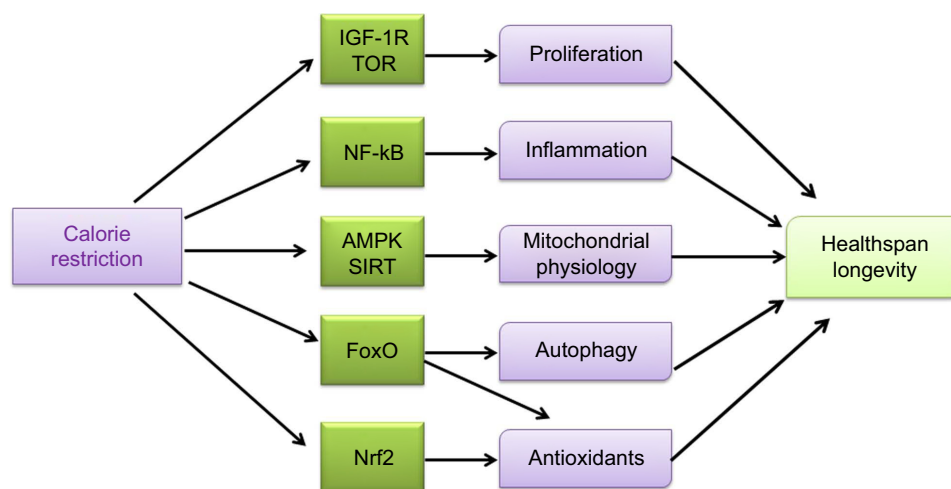 Calorie
restriction
IGF-1R
TOR
NF-kB
AMPK
SIRT
FoxO
Nrf2
Proliferation
Inflammation
Mitochondrial
physiology
Autophagy
Antioxidants
Healthspan
longevity